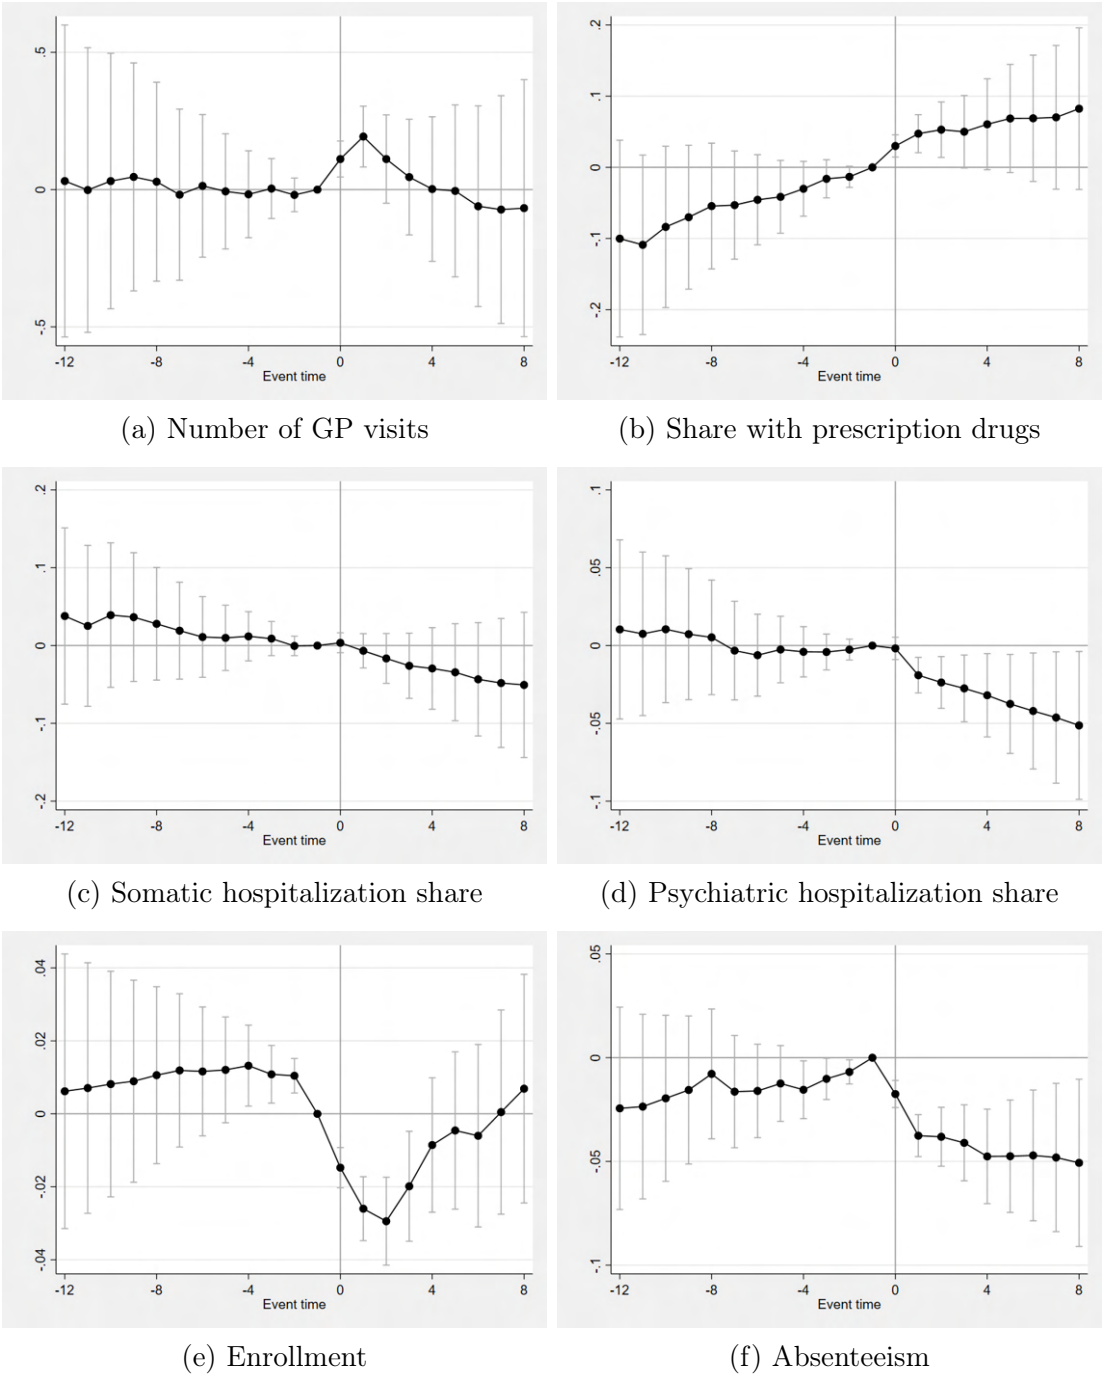 .5
0
-.5
-12 -8 -4 0 4 8
Event time
(a) Number of GP visits
.2
.1
0
-.1
-.2
-12 -8 -4 0 4 8
Event time
(b) Share with prescription drugs
.2
.1
0
-.1
-.2
-12 -8 -4 0 4 8
Event time
(c) Somatic hospitalization share
.1
.05
0
-.05
-.1
-12 -8 -4 0 4 8
Event time
(d) Psychiatric hospitalization share
.04
.02
0
-.02
-.04
-12 -8 -4 0 4 8
Event time
(e) Enrollment
.05
0
-.05
-.1
-12 -8 -4 0 4 8
Event time
(f) Absenteeism